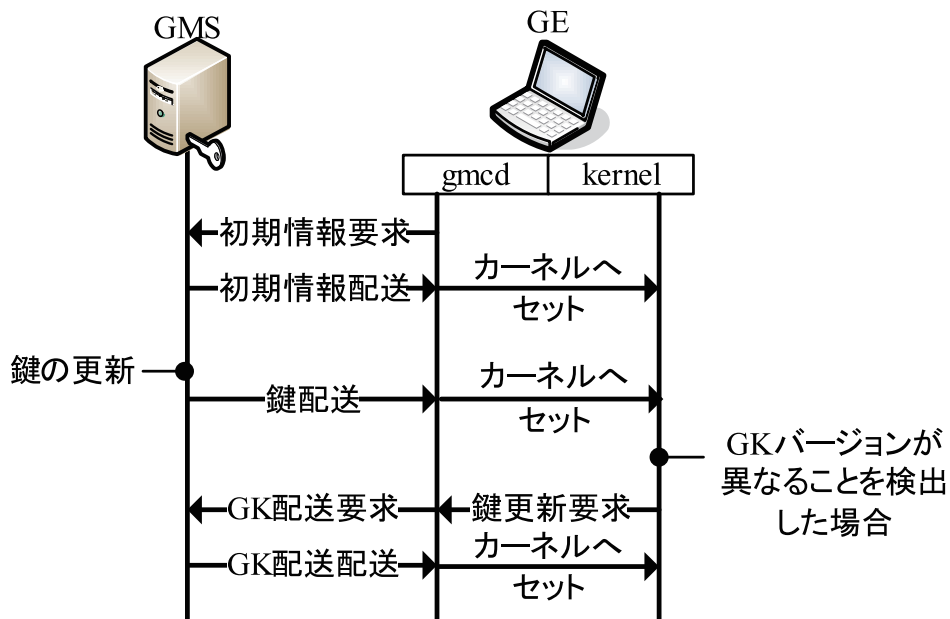 GMS
GE
gmcd
kernel
初期情報要求
初期情報配送
カーネルへ
セット
鍵の更新
鍵配送
カーネルへ
セット
GKバージョンが
異なることを検出
した場合
GK配送要求
鍵更新要求
GK配送配送
カーネルへ
セット